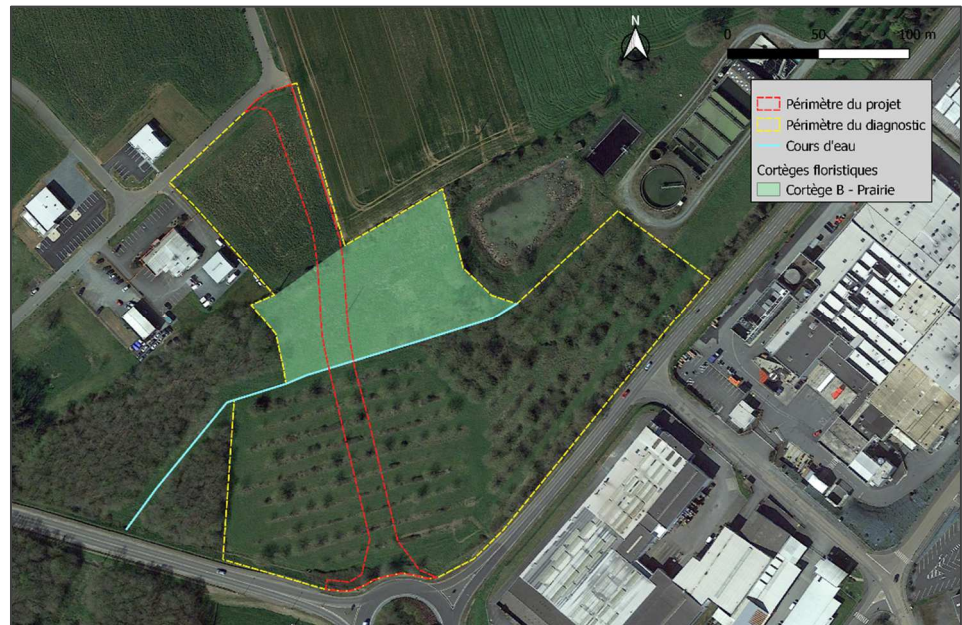 N
0 50 100 m
Périmètre du projet
Périmètre du diagnostic
Cours d'eau
Cortèges floristiques
Cortège B - Prairie